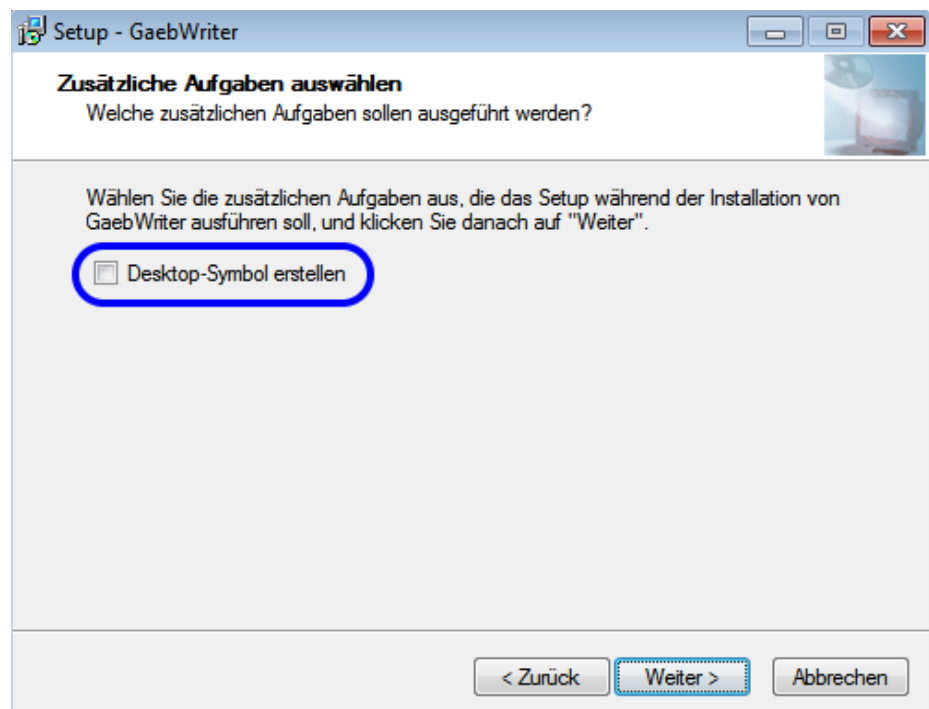 Setup - GaebWriter
Zusätzliche Aufgaben auswählen
Welche zusätzlichen Aufgaben sollen ausgeführt werden?
Wählen Sie die zusätzlichen Aufgaben aus, die das Setup während der Installation von
GaebWriter ausführen soll, und klicken Sie danach auf "Weiter".
Desktop-Symbol erstellen
< Zurück Weiter > Abbrechen